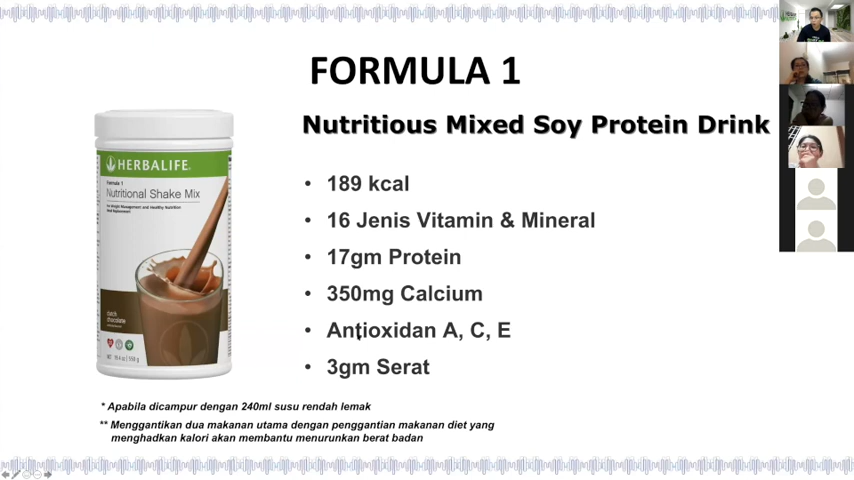 FORMULA 1
Nutritious Mixed Soy Protein Drink
• 189 kcal
• 16 Jenis Vitamin & Mineral
• 17gm Protein
• 350mg Calcium
• Antioxidan A, C, E
• 3gm Serat
HERBALIFE
Formula 1
Nutritional Shake Mix
* Apabila dicampur dengan 240ml susu rendah lemak
** Menggantikan dua makanan utama dengan penggantian makanan diet yang
menghadkan kalori akan membantu menurunkan berat badan